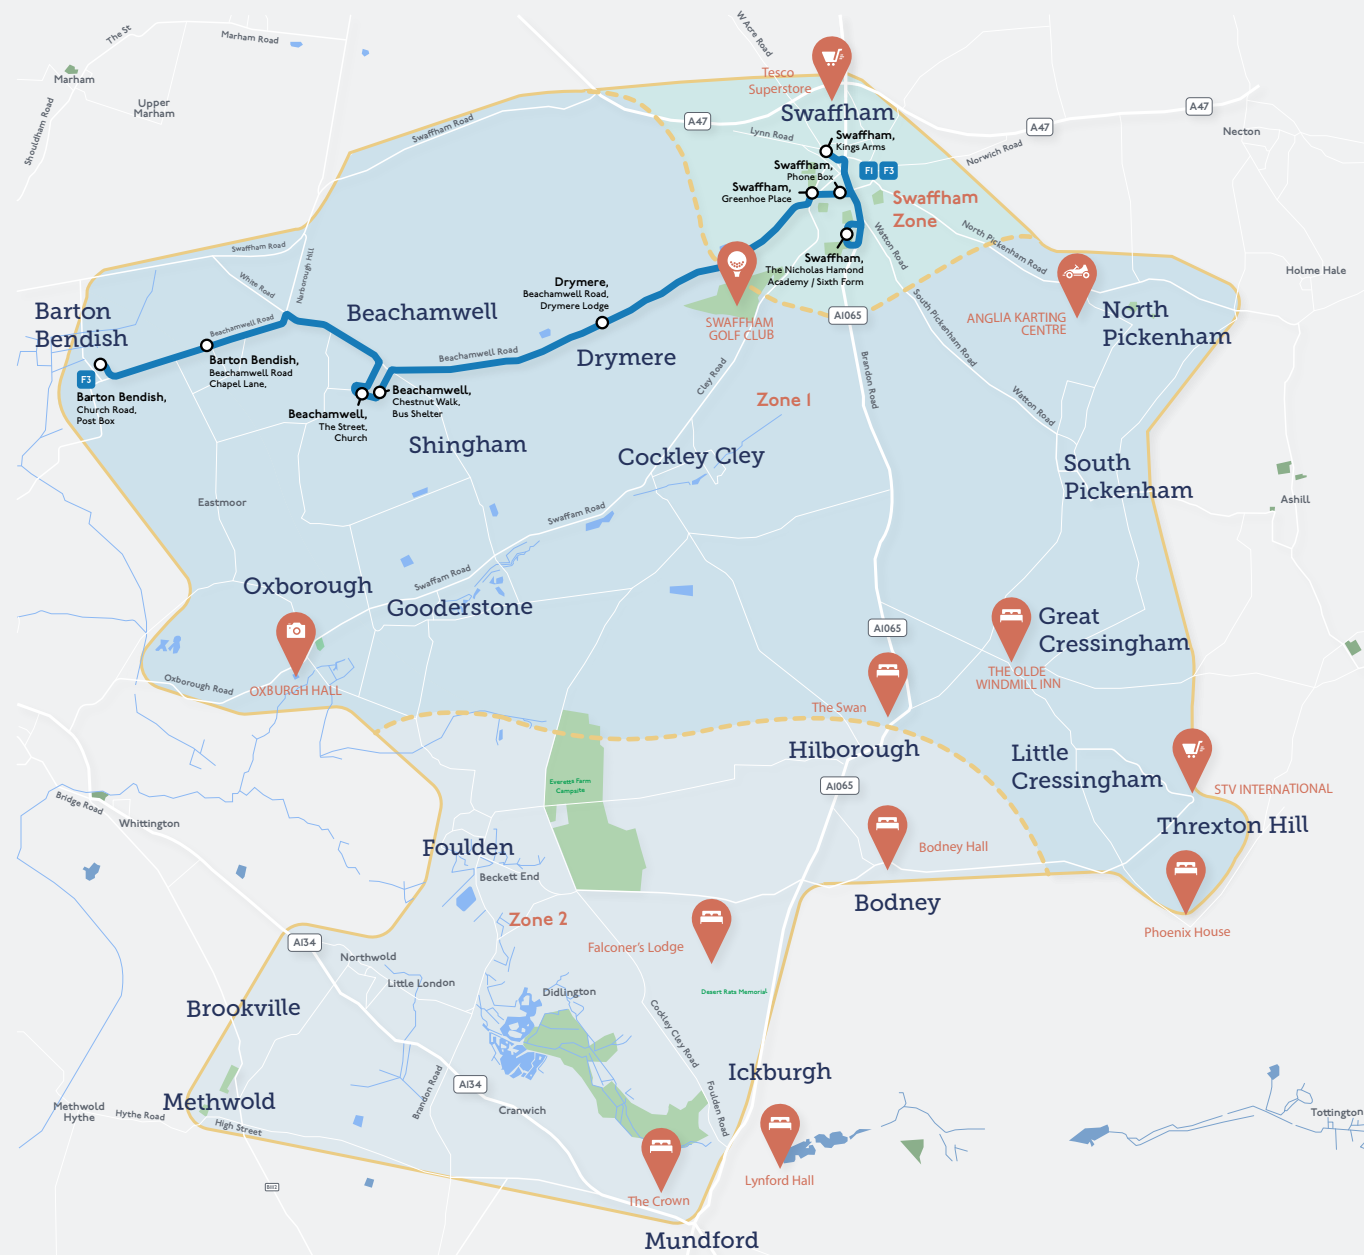 The St
Marham Road
W Acre Road
Marham
Upper
Marham
Shouldham Road
Tesco
Superstore
Swaffham
A47
A47
A47
Necton
Swaffham Road
Lynn Road
Norwich Road
Swaffham,
Kings Arms
Swaffham,
Phone Box
F1
F3
Swaffham,
Greenhoe Place
Swaffham
Zone
Watton Road
North Pickenham Road
Swaffham Road
Narborough Hill
White Road
Swaffham,
The Nicholas Hamond
Academy / Sixth Form
Holme Hale
Drymere,
Beachamwell Road,
Drymere Lodge
Barton
Bendish
Beachamwell
Beachamwell Road
SWAFFHAM
GOLF CLUB
A1065
South Pickenham Road
ANGLIA KARTING
CENTRE
North
Pickenham
Barton Bendish,
Beachamwell Road
Chapel Lane,
Beachamwell Road
Drymere
Cley Road
Brandon Road
F3
Barton Bendish,
Church Road,
Post Box
Beachamwell,
Chestnut Walk,
Bus Shelter
Beachamwell,
The Street,
Church
Zone 1
Watton Road
Shingham
Cockley Cley
South
Pickenham
Eastmoor
Swaffam Road
Ashill
Swaffam Road
Oxborough
Gooderstone
Great
Cressingham
A1065
THE OLDE
WINDMILL INN
Oxborough Road
OXBURGH HALL
The Swan
Hilborough
Little
Cressingham
Everetts Farm
Campsite
A1065
STV INTERNATIONAL
Bridge Road
Whittington
Threxton Hill
Foulden
Beckett End
Bodney Hall
Bodney
Zone 2
Phoenix House
Falconer's Lodge
A134
Northwold
Little London
Didlington
Desert Rats Memorial
Brookville
Cockley Cley Road
Ickburgh
A134
Brandon Road
Foulden Road
Methwold
Methwold
Hythe
Hythe Road
High Street
Cranwich
Tottington
Lynford Hall
The Crown
Mundford